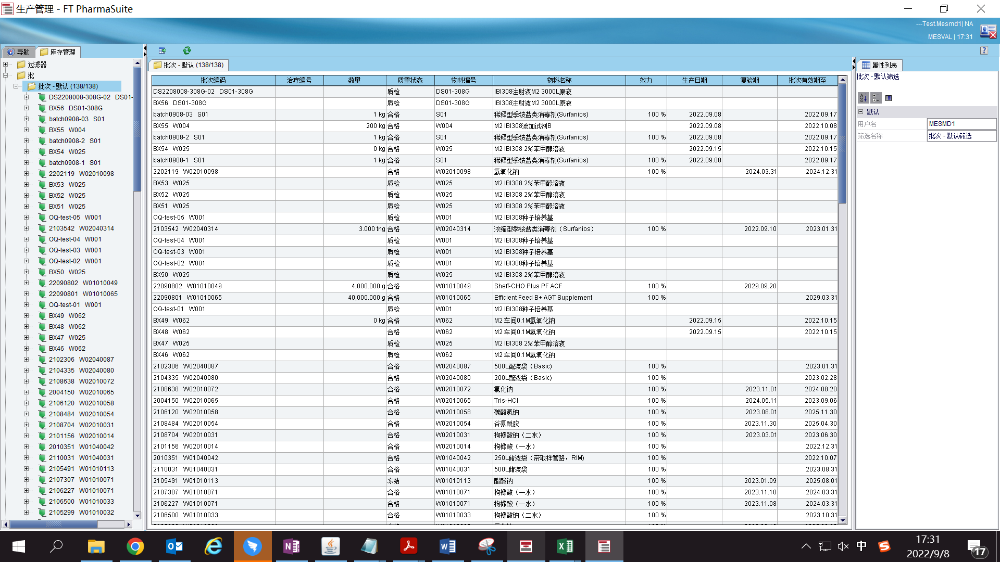 生产管理 - FT PharmaSuite
---Test.Mesmd1| NA
MESVAL | 17:31
导航 库存管理
过滤器
批
批次 - 默认 (138/138)
DS2208008-308G-02 DS01-
BX56 DS01-308G
batch0908-03 S01
BX55 W004
batch0908-2 S01
BX54 W025
batch0908-1 S01
2202119 W02010098
BX53 W025
BX52 W025
BX51 W025
OQ-test-05 W001
2103542 W02040314
OQ-test-04 W001
OQ-test-03 W001
OQ-test-02 W001
BX50 W025
22090802 W01010049
22090801 W01010065
OQ-test-01 W001
BX49 W062
BX48 W062
BX47 W025
BX46 W062
2102306 W02040087
2104335 W02040080
2108638 W02010072
2004150 W02010065
2106120 W02010058
2108484 W02010054
2108704 W02010031
2101156 W02010014
2010351 W01040042
2110031 W01040031
2105491 W01010113
2107307 W01010071
2106227 W01010071
2106500 W01010033
2105299 W01010032
批次 - 默认 (138/138)
批次编码 治疗编号 数量 质量状态 物料编号 物料名称 效力 生产日期 复验期 批次有效期至
DS2208008-308G-02 DS01-308G 质检 DS01-308G IBI308注射液M2 3000L原液
BX56 DS01-308G 质检 DS01-308G IBI308注射液M2 3000L原液
batch0908-03 S01 1 kg 合格 S01 稀释型季铵盐类消毒剂(Surfanios) 100 % 2022.09.08 2022.09.17
BX55 W004 200 kg 合格 W004 M2 IBI308流加试剂B 2022.09.08 2022.10.08
batch0908-2 S01 1 kg 合格 S01 稀释型季铵盐类消毒剂(Surfanios) 100 % 2022.09.08 2022.09.17
BX54 W025 0 kg 合格 W025 M2 IBI308 2%苯甲醇溶液 2022.09.15 2022.10.15
batch0908-1 S01 1 kg 合格 S01 稀释型季铵盐类消毒剂(Surfanios) 100 % 2022.09.08 2022.09.17
2202119 W02010098 合格 W02010098 氢氧化钠 100 % 2024.03.31 2024.12.31
BX53 W025 质检 W025 M2 IBI308 2%苯甲醇溶液
BX52 W025 质检 W025 M2 IBI308 2%苯甲醇溶液
BX51 W025 质检 W025 M2 IBI308 2%苯甲醇溶液
OQ-test-05 W001 质检 W001 M2 IBI308种子培养基
2103542 W02040314 3.000 tng 合格 W02040314 浓缩型季铵盐类消毒剂（Surfanios） 100 % 2022.09.10 2023.01.31
OQ-test-04 W001 质检 W001 M2 IBI308种子培养基
OQ-test-03 W001 质检 W001 M2 IBI308种子培养基
OQ-test-02 W001 质检 W001 M2 IBI308种子培养基
BX50 W025 质检 W025 M2 IBI308 2%苯甲醇溶液
22090802 W01010049 4,000.000 g 合格 W01010049 Sheff-CHO Plus PF ACF 100 % 2029.09.20
22090801 W01010065 40,000.000 g 合格 W01010065 Efficient Feed B+ AGT Supplement 100 % 2029.03.31
OQ-test-01 W001 质检 W001 M2 IBI308种子培养基
BX49 W062 0 kg 合格 W062 M2 车间0.1M氢氧化钠 2022.09.15 2022.10.15
BX48 W062 合格 W062 M2 车间0.1M氢氧化钠 2022.09.15 2022.10.15
BX47 W025 质检 W025 M2 IBI308 2%苯甲醇溶液
BX46 W062 质检 W062 M2 车间0.1M氢氧化钠
2102306 W02040087 合格 W02040087 500L配液袋（Basic） 100 % 2023.01.31
2104335 W02040080 合格 W02040080 200L配液袋（Basic） 100 % 2023.02.28
2108638 W02010072 合格 W02010072 氯化钠 100 % 2023.11.01 2024.08.20
2004150 W02010065 合格 W02010065 Tris-HCl 100 % 2024.05.11 2023.09.06
2106120 W02010058 合格 W02010058 碳酸氢钠 100 % 2023.08.01 2025.11.30
2108484 W02010054 合格 W02010054 谷氨酰胺 100 % 2023.11.30 2025.04.30
2108704 W02010031 合格 W02010031 枸橼酸钠（二水） 100 % 2023.03.01 2023.06.30
2101156 W02010014 合格 W02010014 枸橼酸（一水） 100 % 2022.12.31
2010351 W01040042 合格 W01040042 250L储液袋（带取样管路，RIM） 100 % 2022.10.07
2110031 W01040031 合格 W01040031 500L储液袋 100 % 2023.08.31
2105491 W01010113 冻结 W01010113 醋酸钠 100 % 2023.01.09 2025.08.01
2107307 W01010071 合格 W01010071 枸橼酸（一水） 100 % 2023.11.10 2024.03.31
2106227 W01010071 合格 W01010071 枸橼酸（一水） 100 % 2023.11.08 2024.03.31
2106500 W01010033 合格 W01010033 枸橼酸钠（二水） 100 % 2023.10.31
属性列表
批次 - 默认筛选
默认
用户名 MESMD1
筛选名称 批次 - 默认筛选
中
17:31
2022/9/8
17